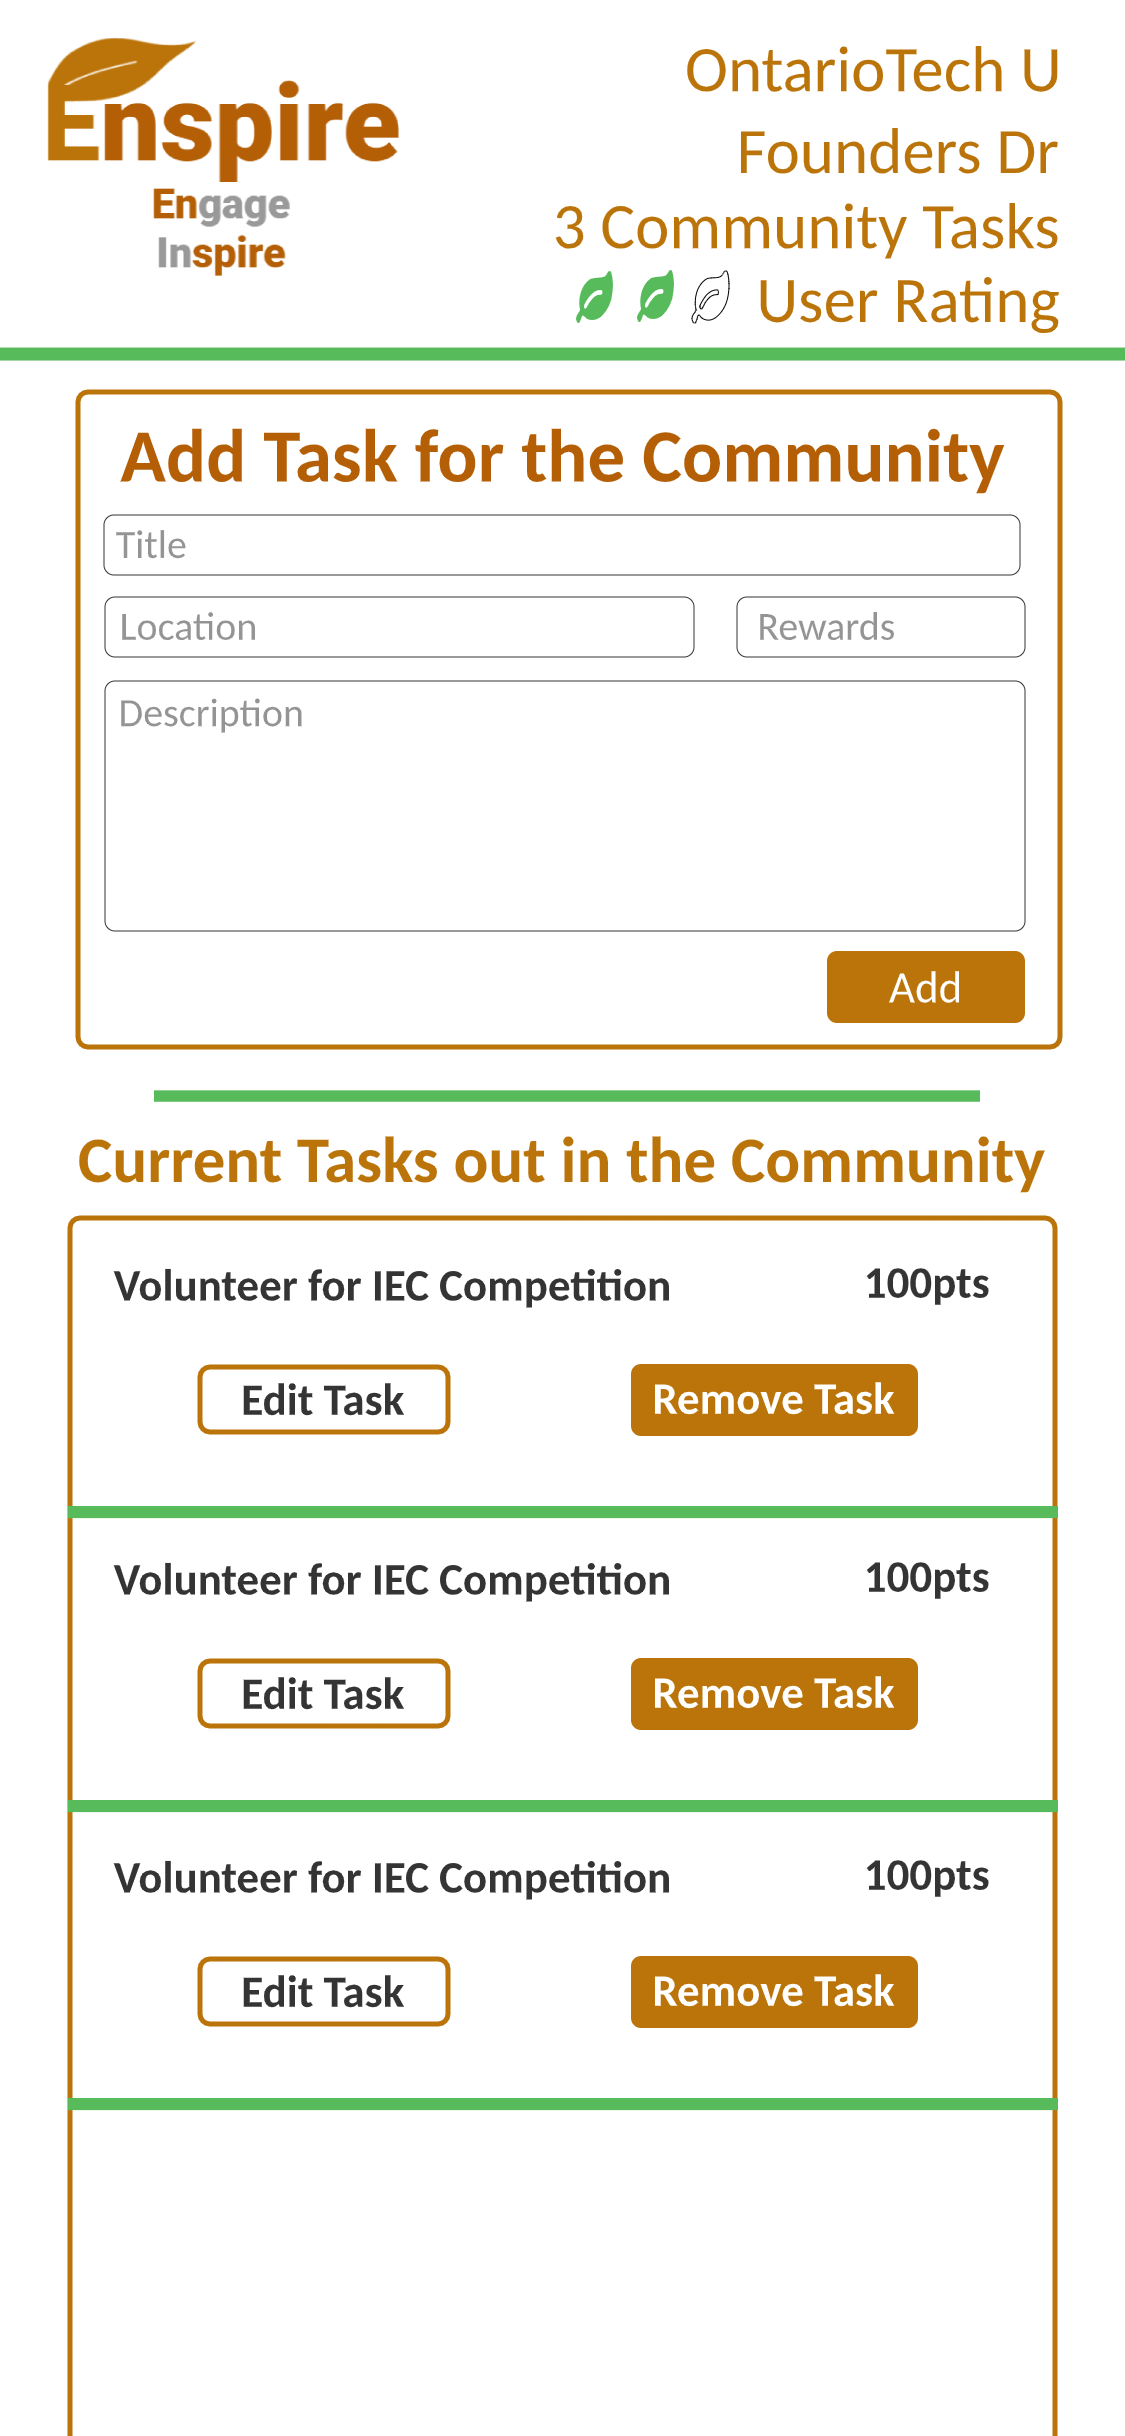 Enspire
Engage
Inspire
OntarioTech U
Founders Dr
3 Community Tasks
User Rating
Add Task for the Community
Title
Location
Rewards
Description
Add
Current Tasks out in the Community
Volunteer for IEC Competition
100pts
Edit Task
Remove Task
Volunteer for IEC Competition
100pts
Edit Task
Remove Task
Volunteer for IEC Competition
100pts
Edit Task
Remove Task